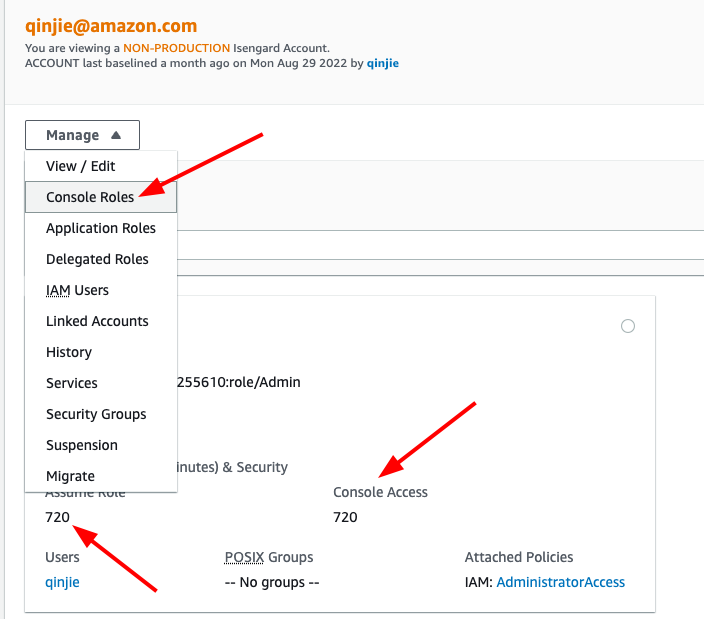 qinjie@amazon.com
You are viewing a NON-PRODUCTION Isengard Account.
ACCOUNT last baselined a month ago on Mon Aug 29 2022 by qinjie
Manage
View / Edit
Console Roles
Application Roles
Delegated Roles
IAM Users
Linked Accounts
History
Services
255610:role/Admin
Security Groups
Suspension
Migrate
inutes) & Security
Assume Role Console Access
720 720
Users POSIX Groups Attached Policies
qinjie -- No groups -- IAM: AdministratorAccess